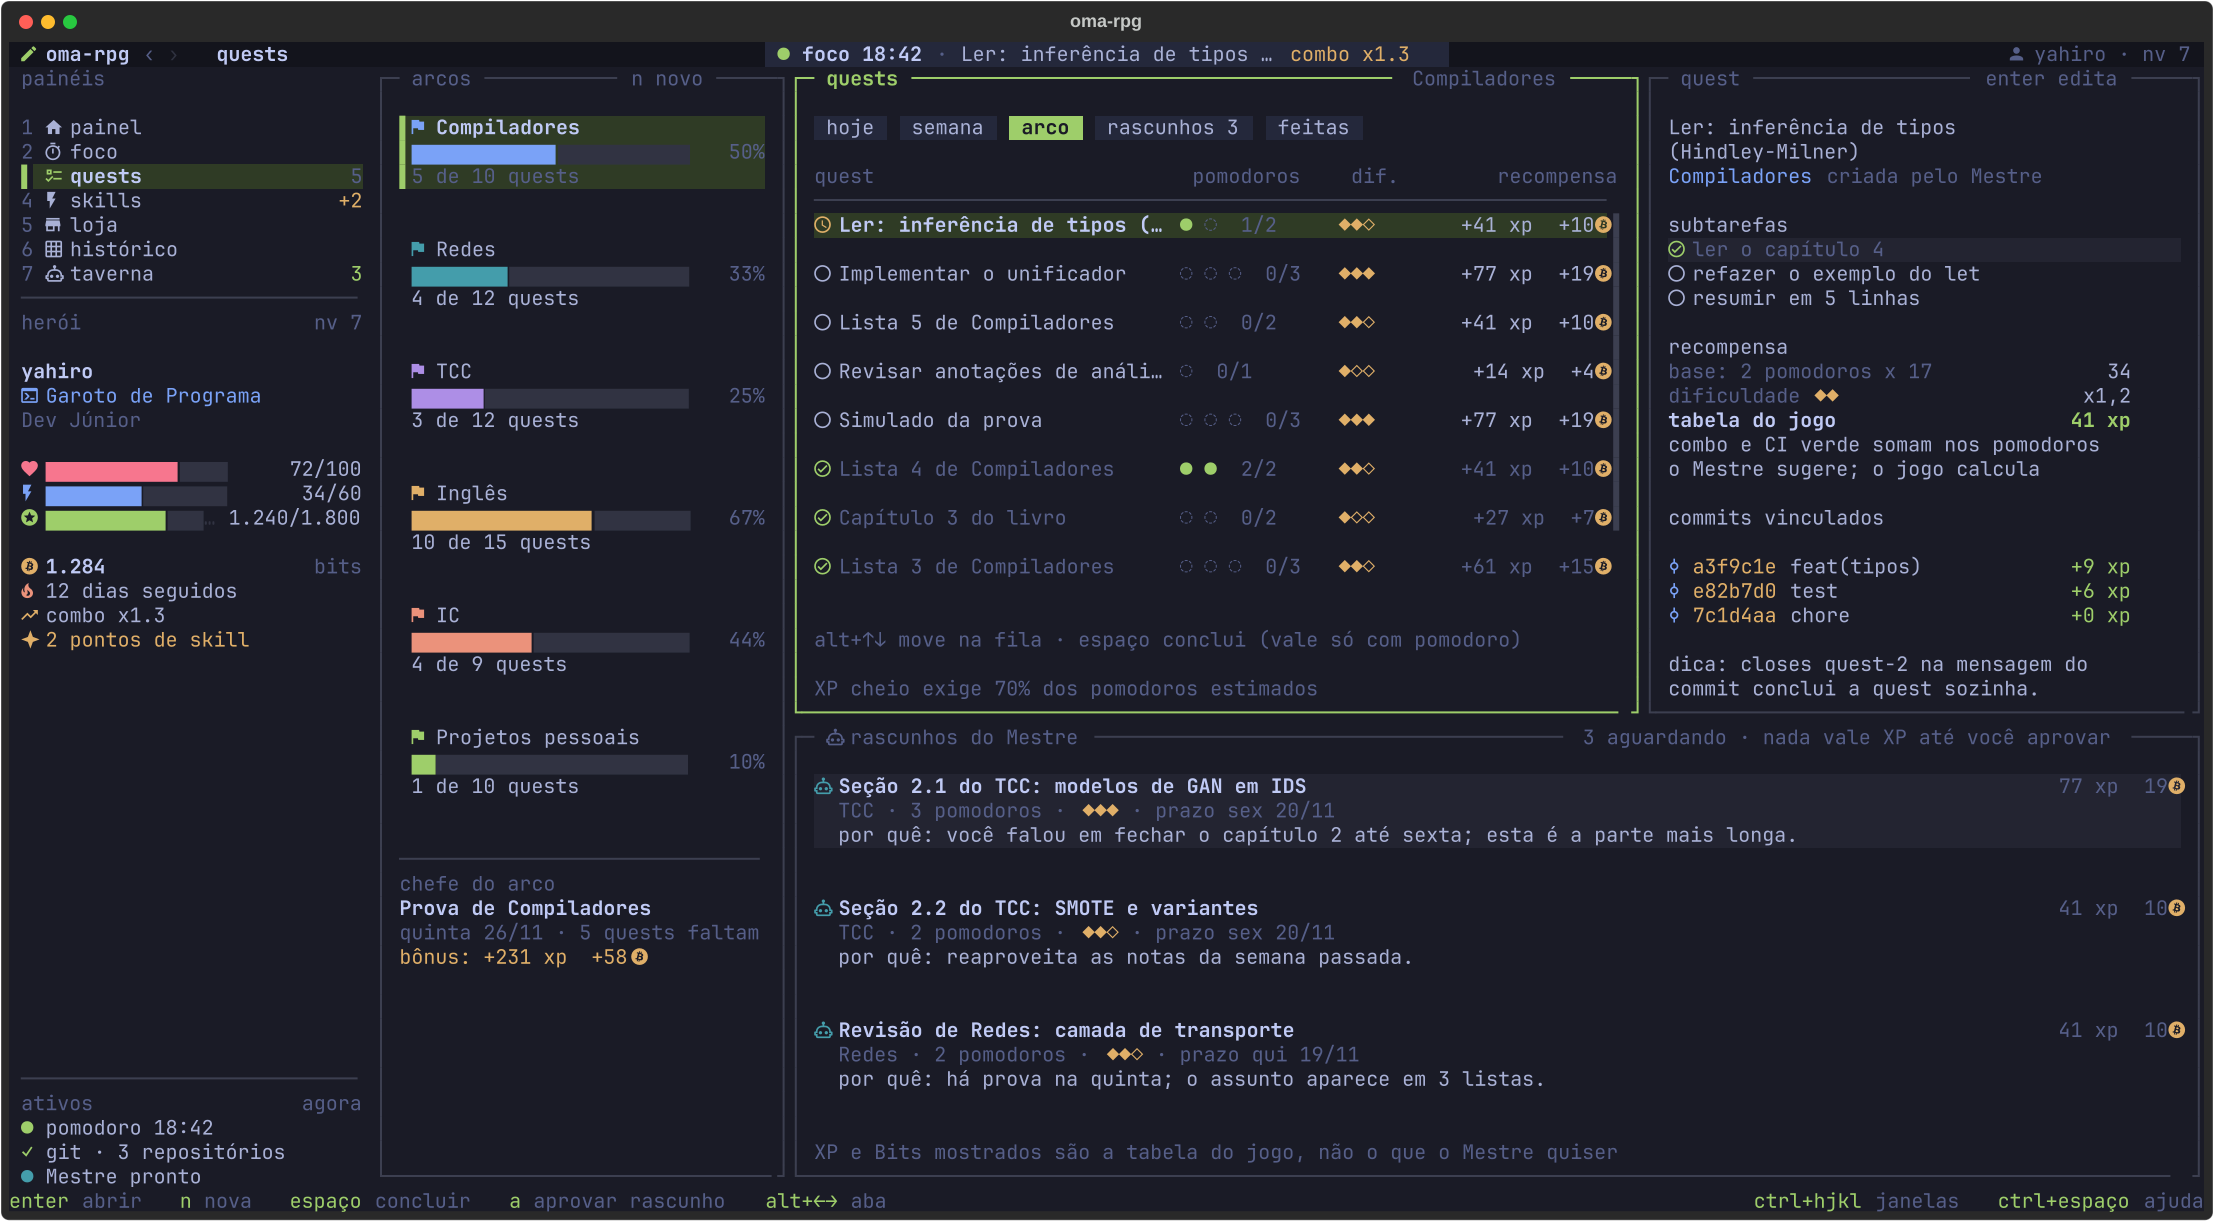 oma-rpg
oma-rpg ‹ › quests
foco 18:42 · Ler: inferência de tipos … combo x1.3
yahiro · nv 7
painéis
1 painel
2 foco
quests 5
4 skills +2
5 loja
6 histórico
7 taverna 3
herói nv 7
yahiro
Garoto de Programa
Dev Júnior
72/100
34/60
… 1.240/1.800
1.284 bits
12 dias seguidos
combo x1.3
2 pontos de skill
ativos agora
pomodoro 18:42
git · 3 repositórios
Mestre pronto
arcos n novo
Compiladores
50%
5 de 10 quests
Redes
33%
4 de 12 quests
TCC
25%
3 de 12 quests
Inglês
67%
10 de 15 quests
IC
44%
4 de 9 quests
Projetos pessoais
10%
1 de 10 quests
chefe do arco
Prova de Compiladores
quinta 26/11 · 5 quests faltam
bônus: +231 xp +58
quests Compiladores
hoje semana arco rascunhos 3 feitas
quest pomodoros dif. recompensa
Ler: inferência de tipos (… 1/2 +41 xp +10
Implementar o unificador 0/3 +77 xp +19
Lista 5 de Compiladores 0/2 +41 xp +10
Revisar anotações de análi… 0/1 +14 xp +4
Simulado da prova 0/3 +77 xp +19
Lista 4 de Compiladores 2/2 +41 xp +10
Capítulo 3 do livro 0/2 +27 xp +7
Lista 3 de Compiladores 0/3 +61 xp +15
alt+↑↓ move na fila · espaço conclui (vale só com pomodoro)
XP cheio exige 70% dos pomodoros estimados
quest enter edita
Ler: inferência de tipos
(Hindley-Milner)
Compiladores criada pelo Mestre
subtarefas
ler o capítulo 4
refazer o exemplo do let
resumir em 5 linhas
recompensa
base: 2 pomodoros x 17 34
dificuldade x1,2
tabela do jogo 41 xp
combo e CI verde somam nos pomodoros
o Mestre sugere; o jogo calcula
commits vinculados
a3f9c1e feat(tipos) +9 xp
e82b7d0 test +6 xp
7c1d4aa chore +0 xp
dica: closes quest-2 na mensagem do
commit conclui a quest sozinha.
rascunhos do Mestre 3 aguardando · nada vale XP até você aprovar
Seção 2.1 do TCC: modelos de GAN em IDS 77 xp 19
TCC · 3 pomodoros · ◆◆◆ · prazo sex 20/11
por quê: você falou em fechar o capítulo 2 até sexta; esta é a parte mais longa.
Seção 2.2 do TCC: SMOTE e variantes 41 xp 10
TCC · 2 pomodoros · ◆◆◇ · prazo sex 20/11
por quê: reaproveita as notas da semana passada.
Revisão de Redes: camada de transporte 41 xp 10
Redes · 2 pomodoros · ◆◆◇ · prazo qui 19/11
por quê: há prova na quinta; o assunto aparece em 3 listas.
XP e Bits mostrados são a tabela do jogo, não o que o Mestre quiser
enter abrir n nova espaço concluir a aprovar rascunho alt+←→ aba ctrl+hjkl janelas ctrl+espaço ajuda